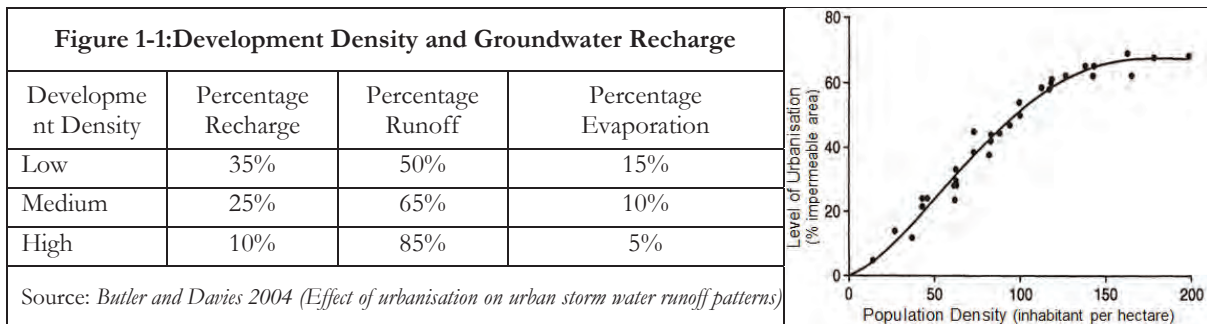 Figure 1-1:Development Density and Groundwater Recharge
Developme
nt Density
Percentage
Recharge
Percentage
Runoff
Percentage
Evaporation
Low 35% 50% 15%
Medium 25% 65% 10%
High 10% 85% 5%
Source: Butler and Davies 2004 (Effect of urbanisation on urban storm water runoff patterns)
Level of Urbanisation
(% impermeable area)
80
60
40
20
0
0 50 100 150 200
Population Density (inhabitant per hectare)